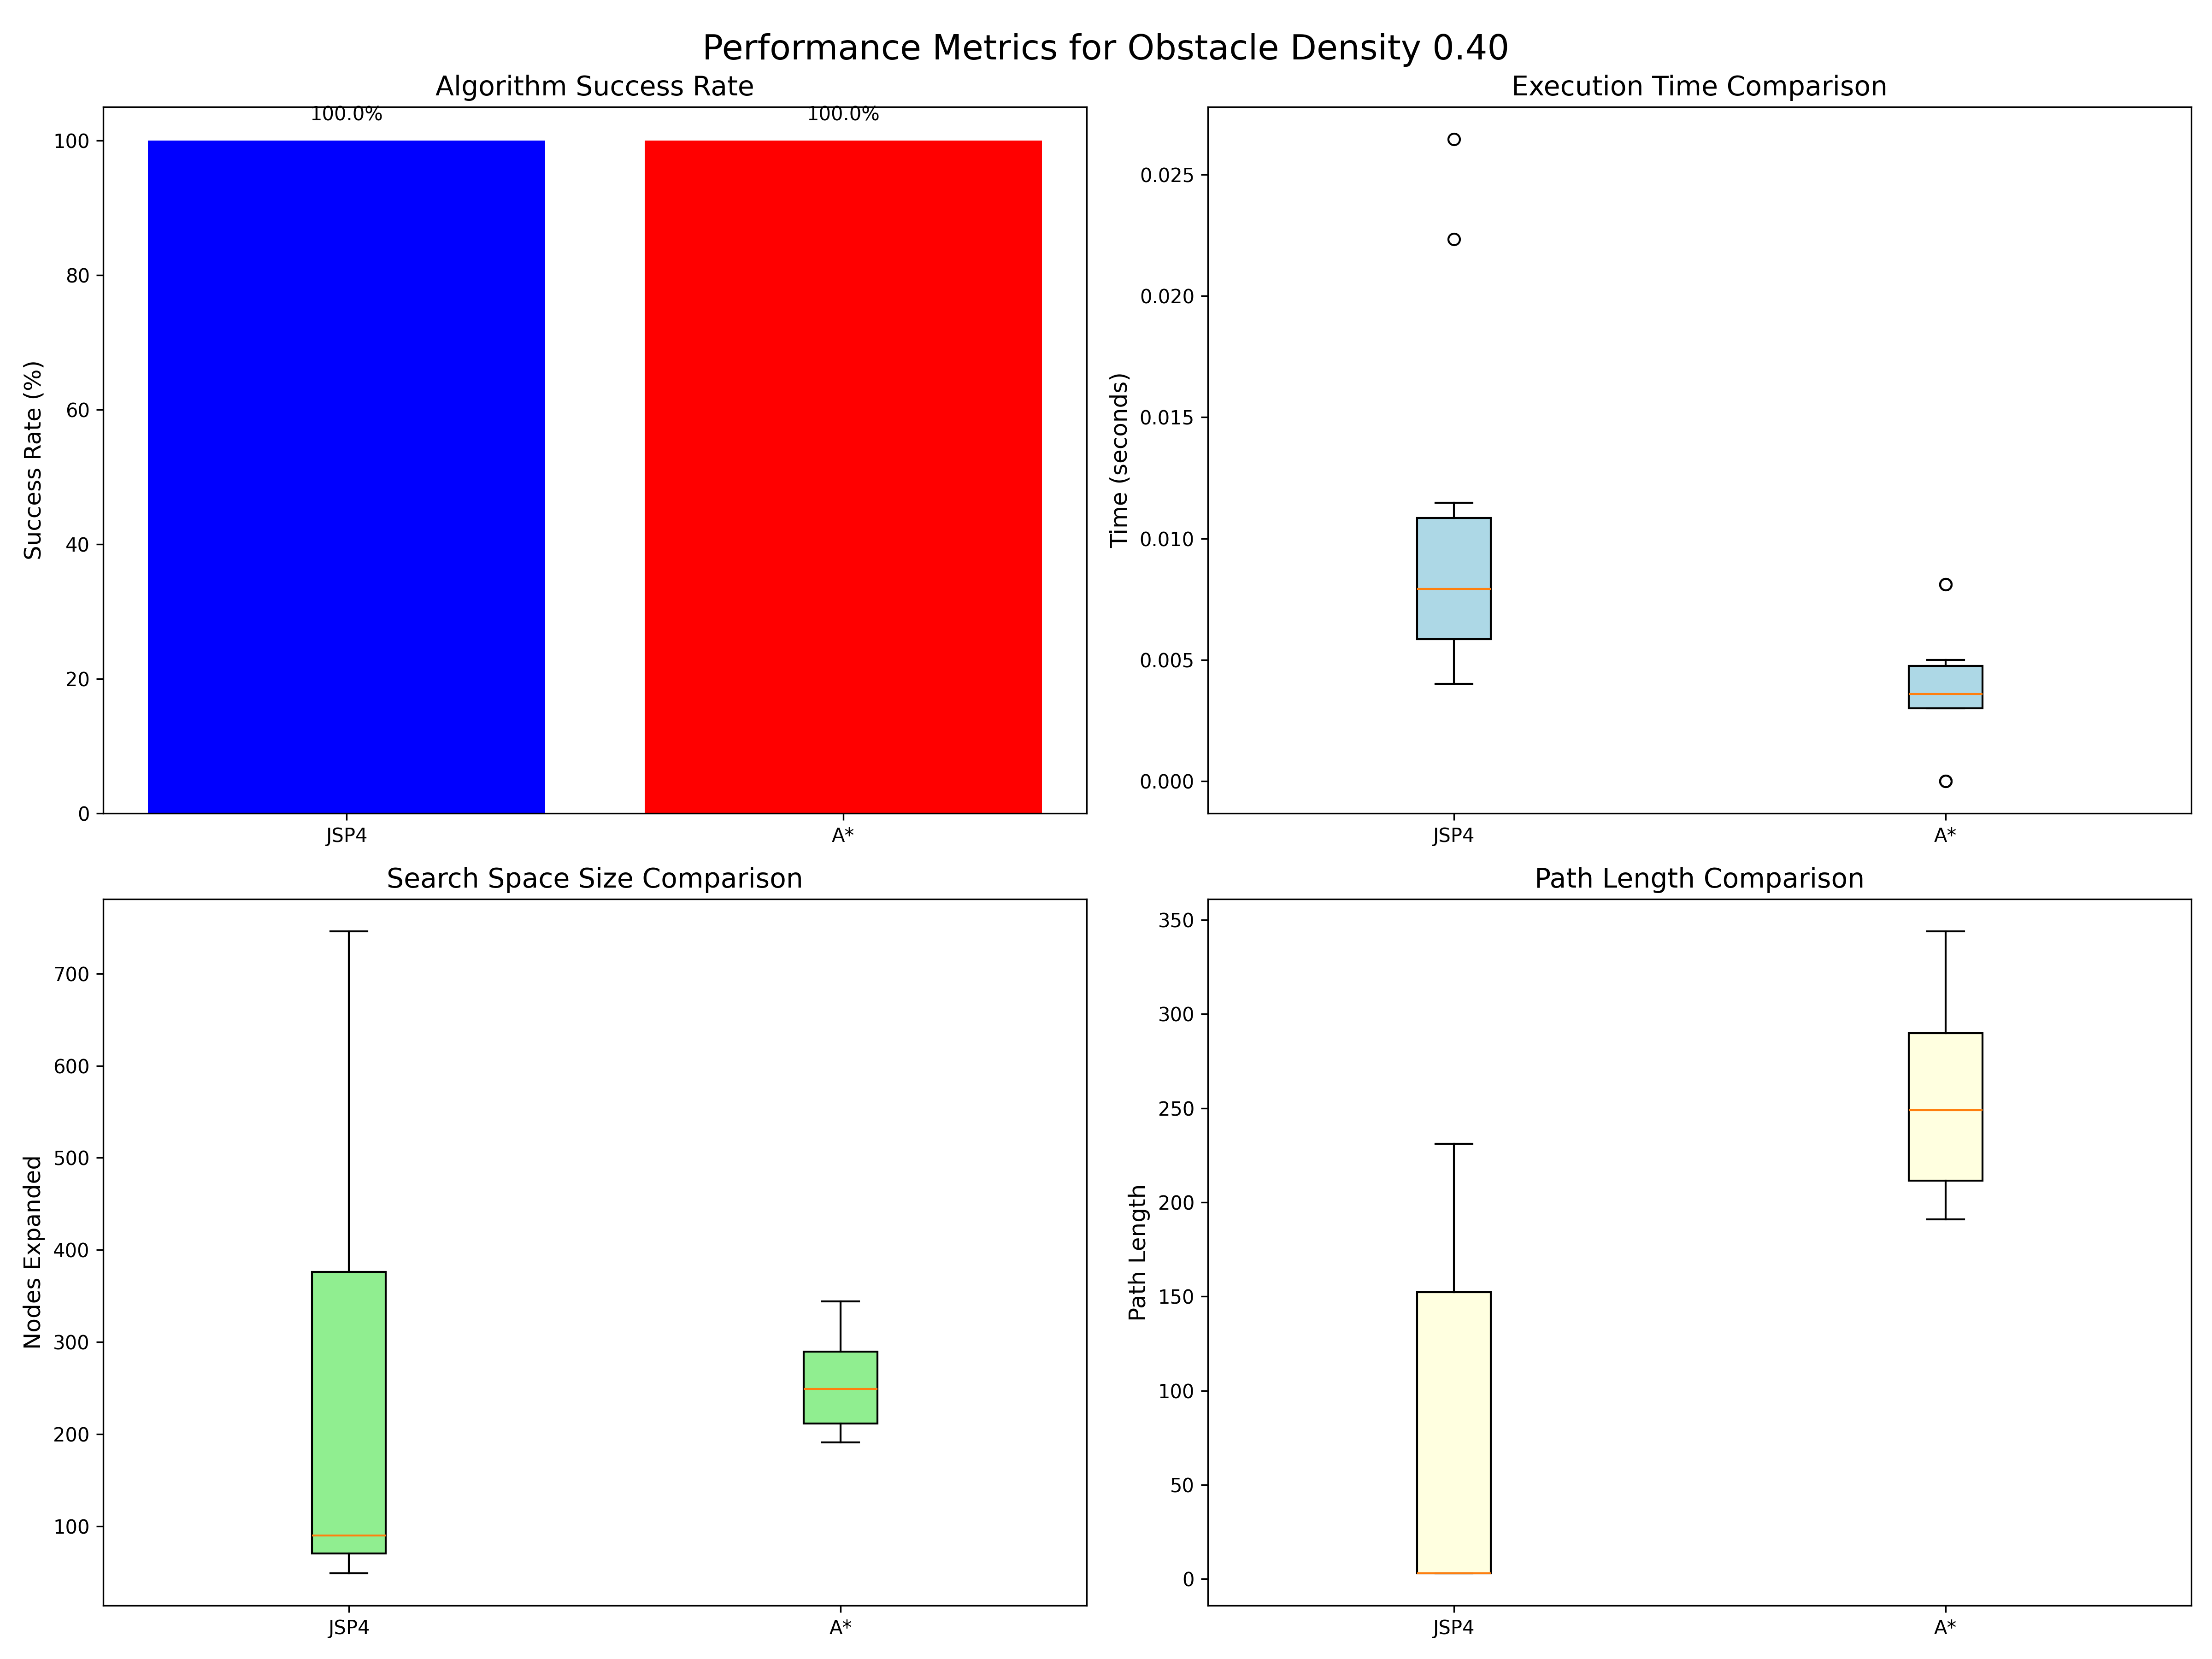 Performance Metrics for Obstacle Density 0.40
Algorithm Success Rate
100.0%
100.0%
100
80
60
40
20
0
Success Rate (%)
JSP4
A*
Execution Time Comparison
0.025
0.020
0.015
0.010
0.005
0.000
Time (seconds)
JSP4
A*
Search Space Size Comparison
700
600
500
400
300
200
100
Nodes Expanded
JSP4
A*
Path Length Comparison
350
300
250
200
150
100
50
0
Path Length
JSP4
A*